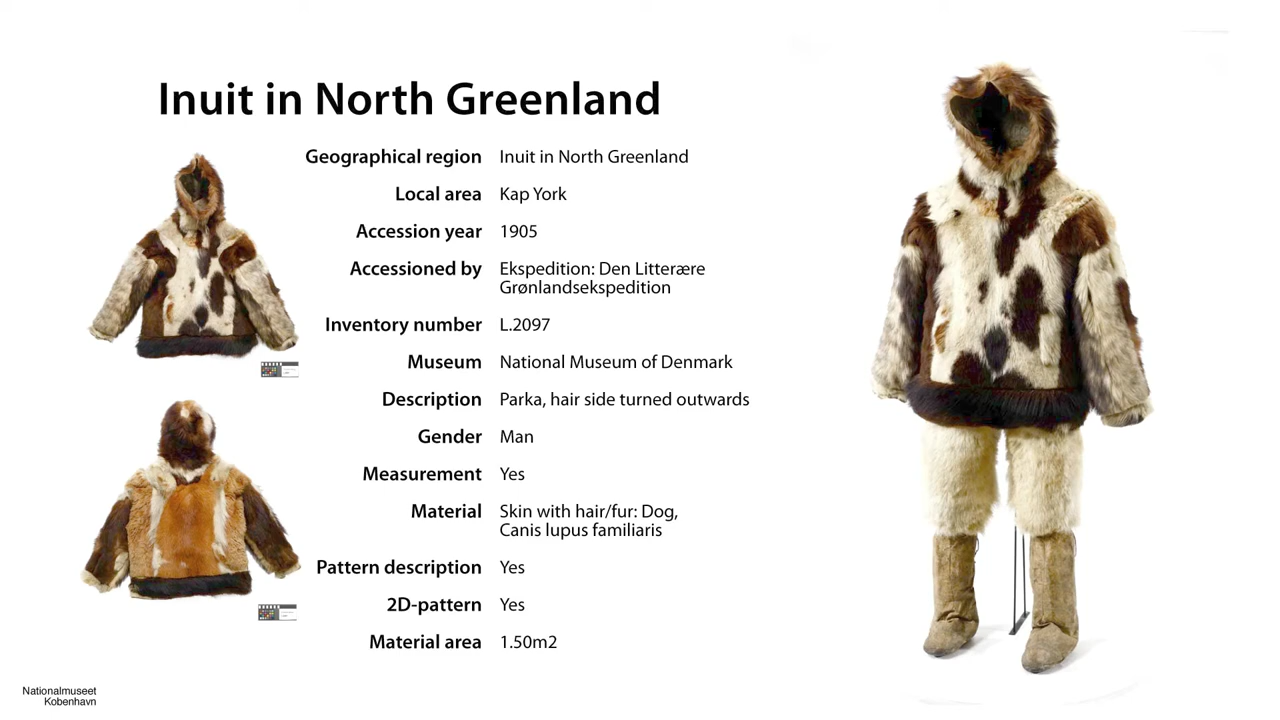 Inuit in North Greenland
Geographical region Inuit in North Greenland
Local area Kap York
Accession year 1905
Accessioned by Ekspedition: Den Litterære
Grønlandsekspedition
Inventory number L.2097
Museum National Museum of Denmark
Description Parka, hair side turned outwards
Gender Man
Measurement Yes
Material Skin with hair/fur: Dog,
Canis lupus familiaris
Pattern description Yes
2D-pattern Yes
Material area 1.50m2
Nationalmuseet
Kobenhavn